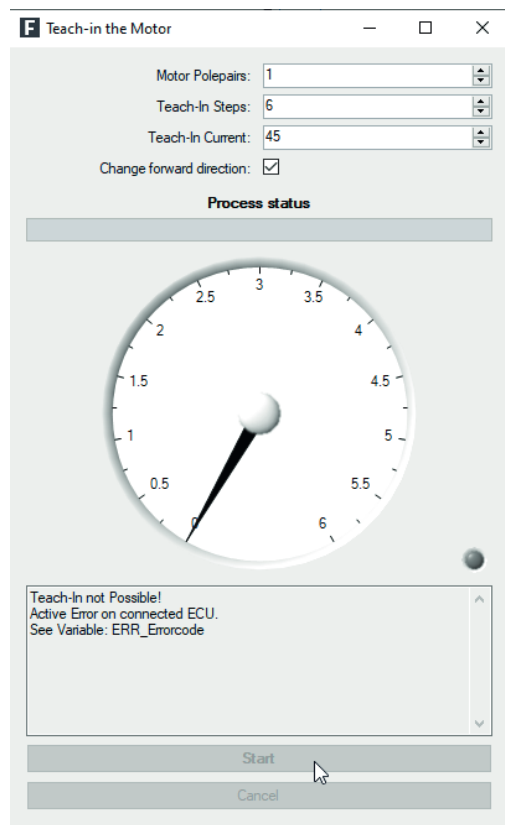 F Teach-in the Motor
Motor Polepairs: 1
Teach-In Steps: 6
Teach-In Current: 45
Change forward direction:
Process status
0
0.5
1
1.5
2
2.5
3
3.5
4
4.5
5
5.5
6
Teach-In not Possible!
Active Error on connected ECU.
See Variable: ERR_Errorcode
Start
Cancel